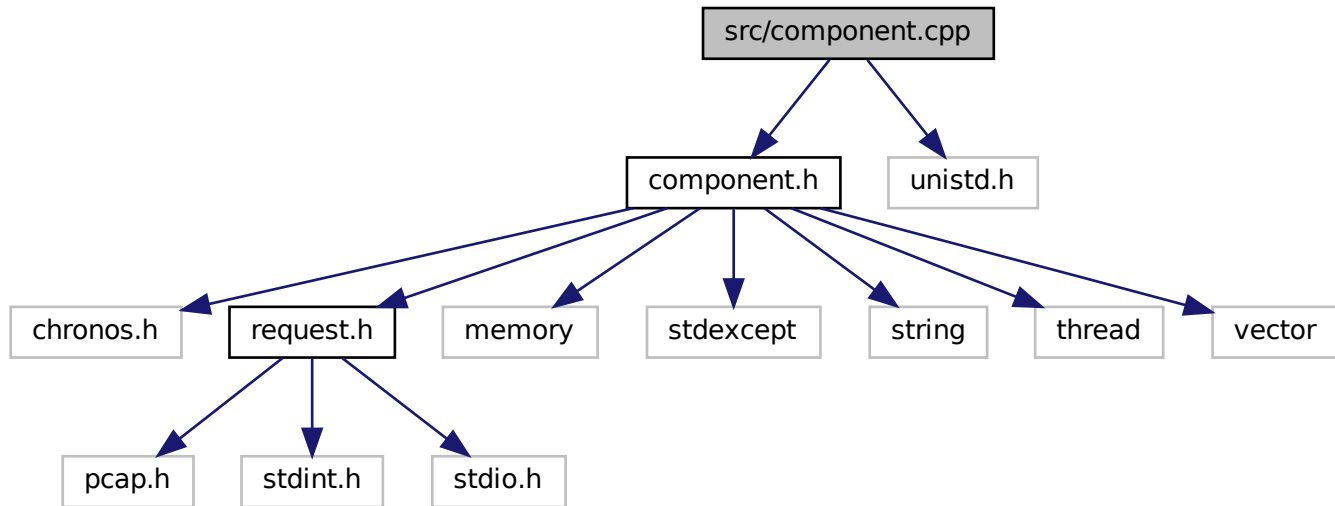 src/component.cpp
component.h
unistd.h
chronos.h
request.h
memory
stdexcept
string
thread
vector
pcap.h
stdint.h
stdio.h